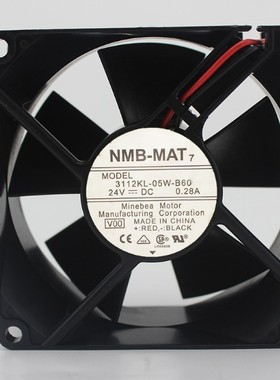 NMB-MAT 7
MODEL
3112KL-05W-B60
24V ⎓ DC 0.28A
Minebea Motor
Manufacturing Corporation
V00 MADE IN CHINA
+:RED,-:BLACK